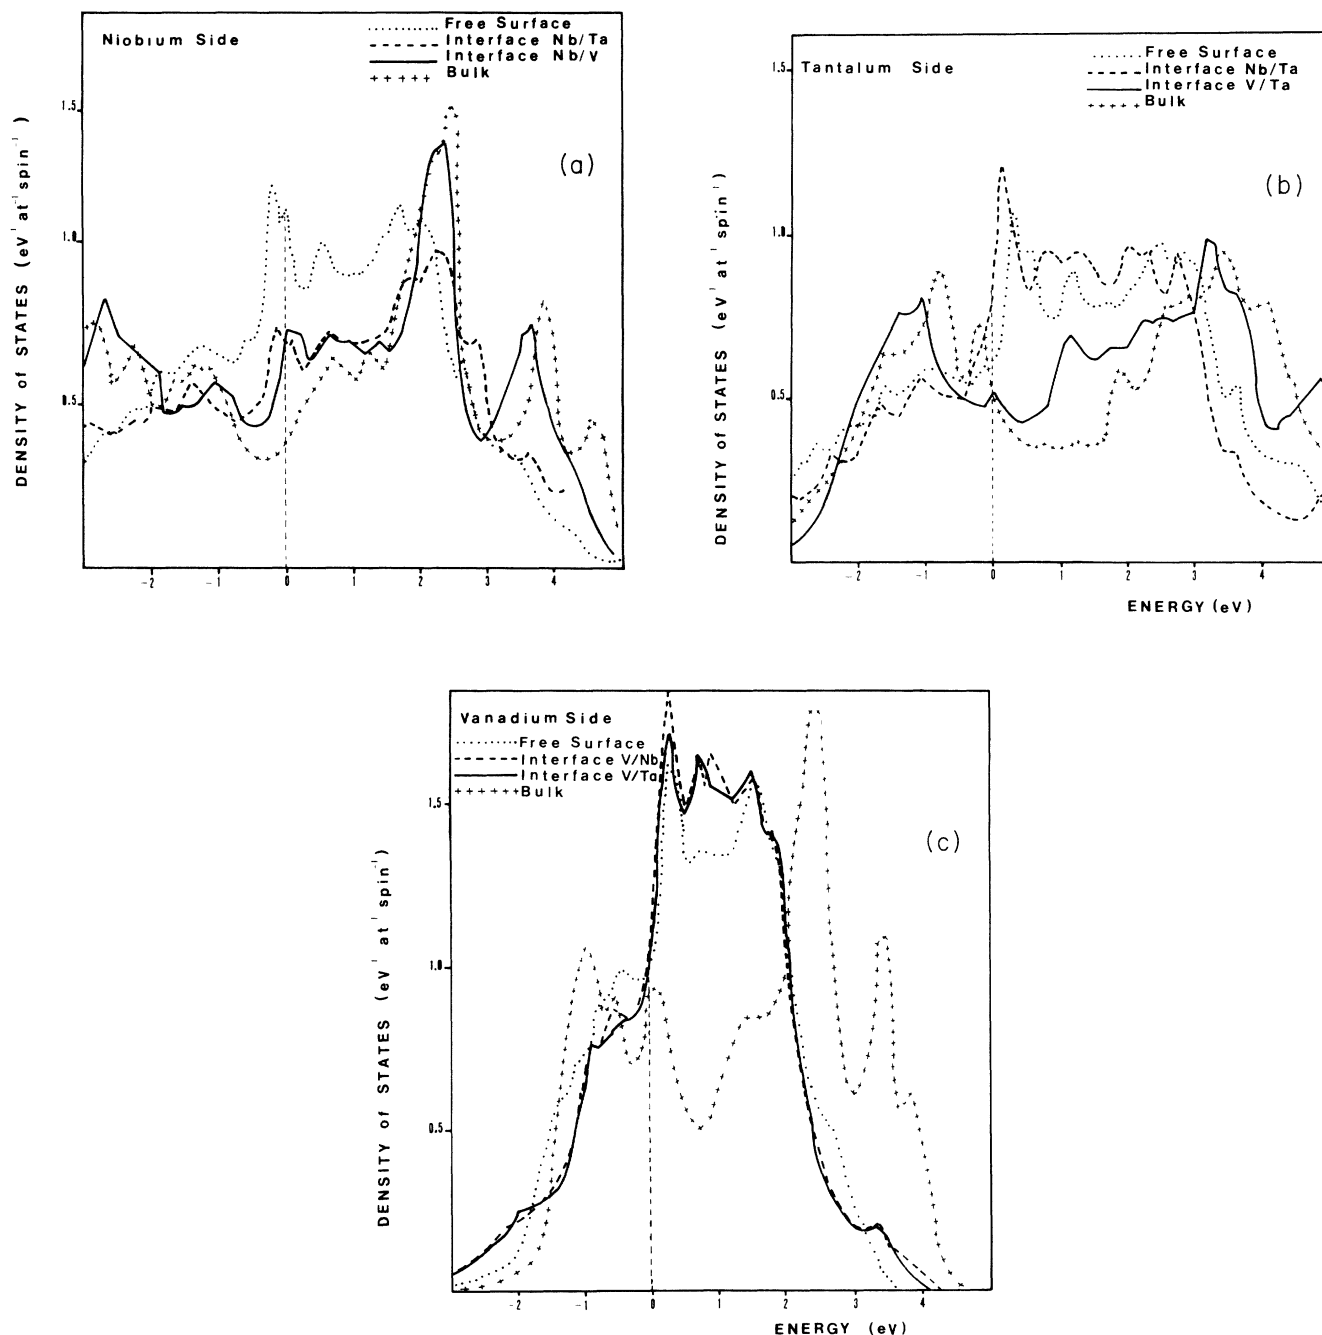 Niobium Side
Free Surface
Interface Nb/Ta
Interface Nb/V
Bulk
(a)
DENSITY of STATES (eV⁻¹ at⁻¹ spin⁻¹)
1.5
1.0
0.5
-2 -1 0 1 2 3 4
Tantalum Side
Free Surface
Interface Nb/Ta
Interface V/Ta
Bulk
(b)
DENSITY of STATES (eV⁻¹ at⁻¹ spin⁻¹)
1.5
1.0
0.5
-2 -1 0 1 2 3 4
ENERGY (eV)
Vanadium Side
Free Surface
Interface V/Nb
Interface V/Ta
Bulk
(c)
DENSITY of STATES (eV⁻¹ at⁻¹ spin⁻¹)
1.5
1.0
0.5
-2 -1 0 1 2 3 4
ENERGY (eV)